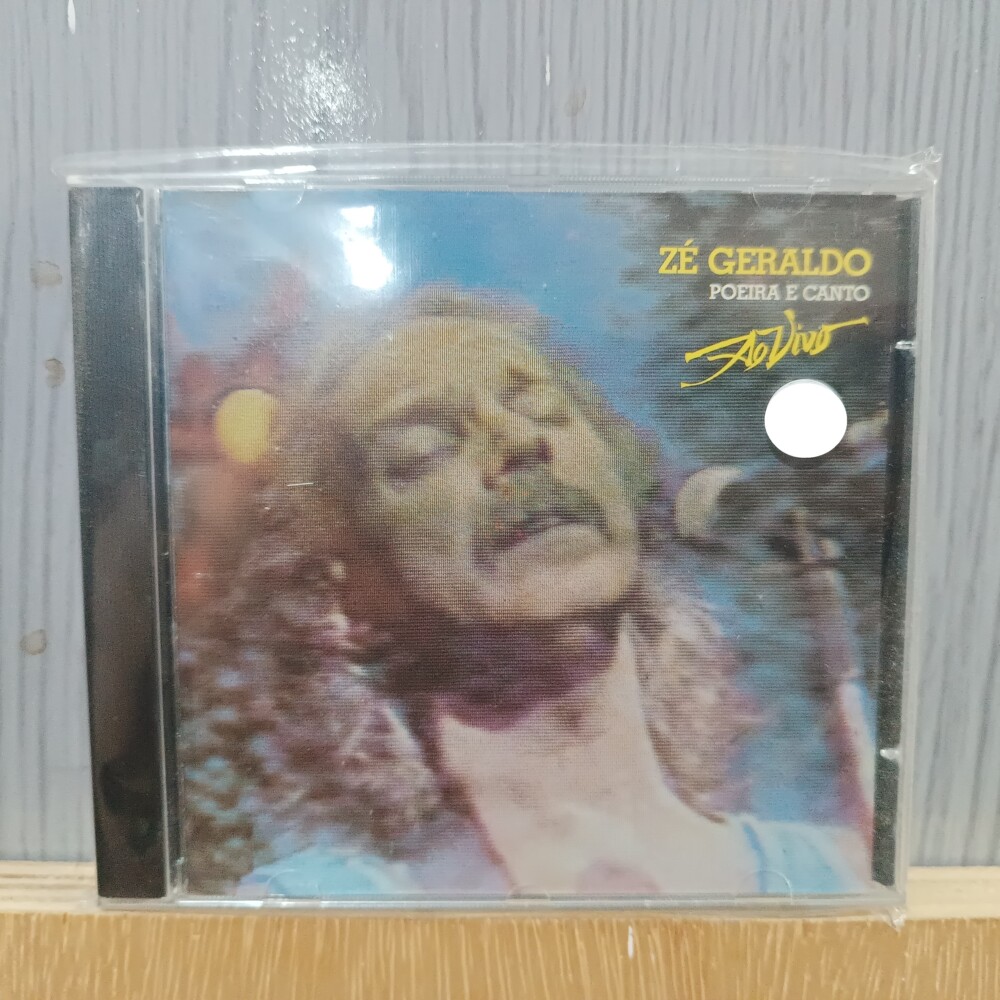 ZÉ GERALDO
POEIRA E CANTO
Ao Vivo